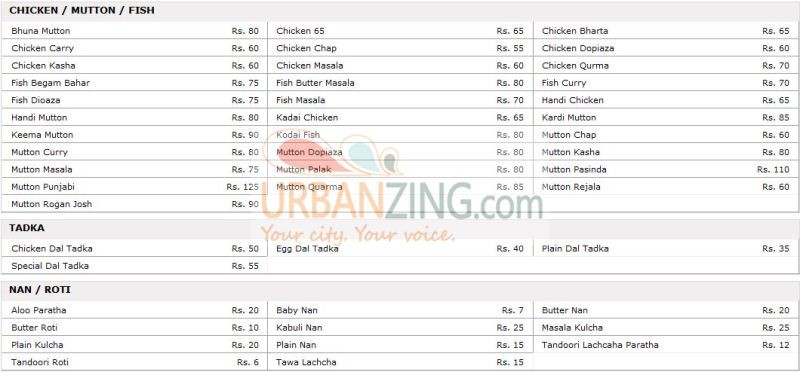 CHICKEN / MUTTON / FISH
Bhuna Mutton Rs. 80 Chicken 65 Rs. 65 Chicken Bharta Rs. 65
Chicken Carry Rs. 60 Chicken Chap Rs. 55 Chicken Dopiaza Rs. 60
Chicken Kasha Rs. 60 Chicken Masala Rs. 60 Chicken Qurma Rs. 70
Fish Begam Bahar Rs. 75 Fish Butter Masala Rs. 80 Fish Curry Rs. 70
Fish Dioaza Rs. 75 Fish Masala Rs. 70 Handi Chicken Rs. 65
Handi Mutton Rs. 80 Kadai Chicken Rs. 65 Kardi Mutton Rs. 85
Keema Mutton Rs. 90 Kodai Fish Rs. 80 Mutton Chap Rs. 60
Mutton Curry Rs. 80 Mutton Dopiaza Rs. 80 Mutton Kasha Rs. 80
Mutton Masala Rs. 75 Mutton Palak Rs. 80 Mutton Pasinda Rs. 110
Mutton Punjabi Rs. 125 Mutton Quarma Rs. 85 Mutton Rejala Rs. 60
Mutton Rogan Josh Rs. 90
URBANZING.com
Your city. Your voice.
TADKA
Chicken Dal Tadka Rs. 50 Egg Dal Tadka Rs. 40 Plain Dal Tadka Rs. 35
Special Dal Tadka Rs. 55
NAN / ROTI
Aloo Paratha Rs. 20 Baby Nan Rs. 7 Butter Nan Rs. 20
Butter Roti Rs. 10 Kabuli Nan Rs. 25 Masala Kulcha Rs. 25
Plain Kulcha Rs. 20 Plain Nan Rs. 15 Tandoori Lachcaha Paratha Rs. 12
Tandoori Roti Rs. 6 Tawa Lachcha Rs. 15